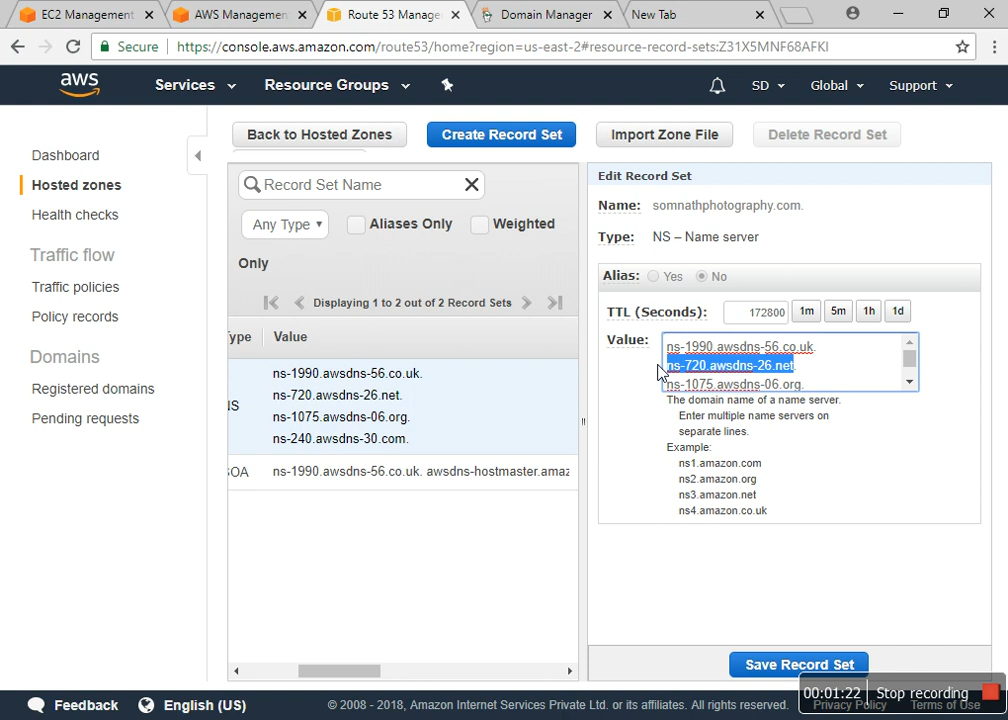 EC2 Management
AWS Managemen
Route 53 Manage
Domain Manager
New Tab
Secure
https://console.aws.amazon.com/route53/home?region=us-east-2#resource-record-sets:Z31X5MNF68AFKI
aws
Services
Resource Groups
SD
Global
Support
Dashboard
Hosted zones
Health checks
Traffic flow
Traffic policies
Policy records
Domains
Registered domains
Pending requests
Back to Hosted Zones
Create Record Set
Import Zone File
Delete Record Set
Record Set Name
Any Type
Aliases Only
Weighted
Only
Displaying 1 to 2 out of 2 Record Sets
ype
Value
NS
ns-1990.awsdns-56.co.uk.
ns-720.awsdns-26.net.
ns-1075.awsdns-06.org.
ns-240.awsdns-30.com.
SOA
ns-1990.awsdns-56.co.uk. awsdns-hostmaster.amaz
Edit Record Set
Name: somnathphotography.com.
Type: NS – Name server
Alias: Yes No
TTL (Seconds): 172800 1m 5m 1h 1d
Value: ns-1990.awsdns-56.co.uk.
ns-720.awsdns-26.net.
ns-1075.awsdns-06.org.
The domain name of a name server.
Enter multiple name servers on
separate lines.
Example:
ns1.amazon.com
ns2.amazon.org
ns3.amazon.net
ns4.amazon.co.uk
Save Record Set
Feedback
English (US)
© 2008 - 2018, Amazon Internet Services Private Ltd. or its affiliates. All rights reserved.
Privacy Policy
Terms of Use
00:01:22
Stop recording